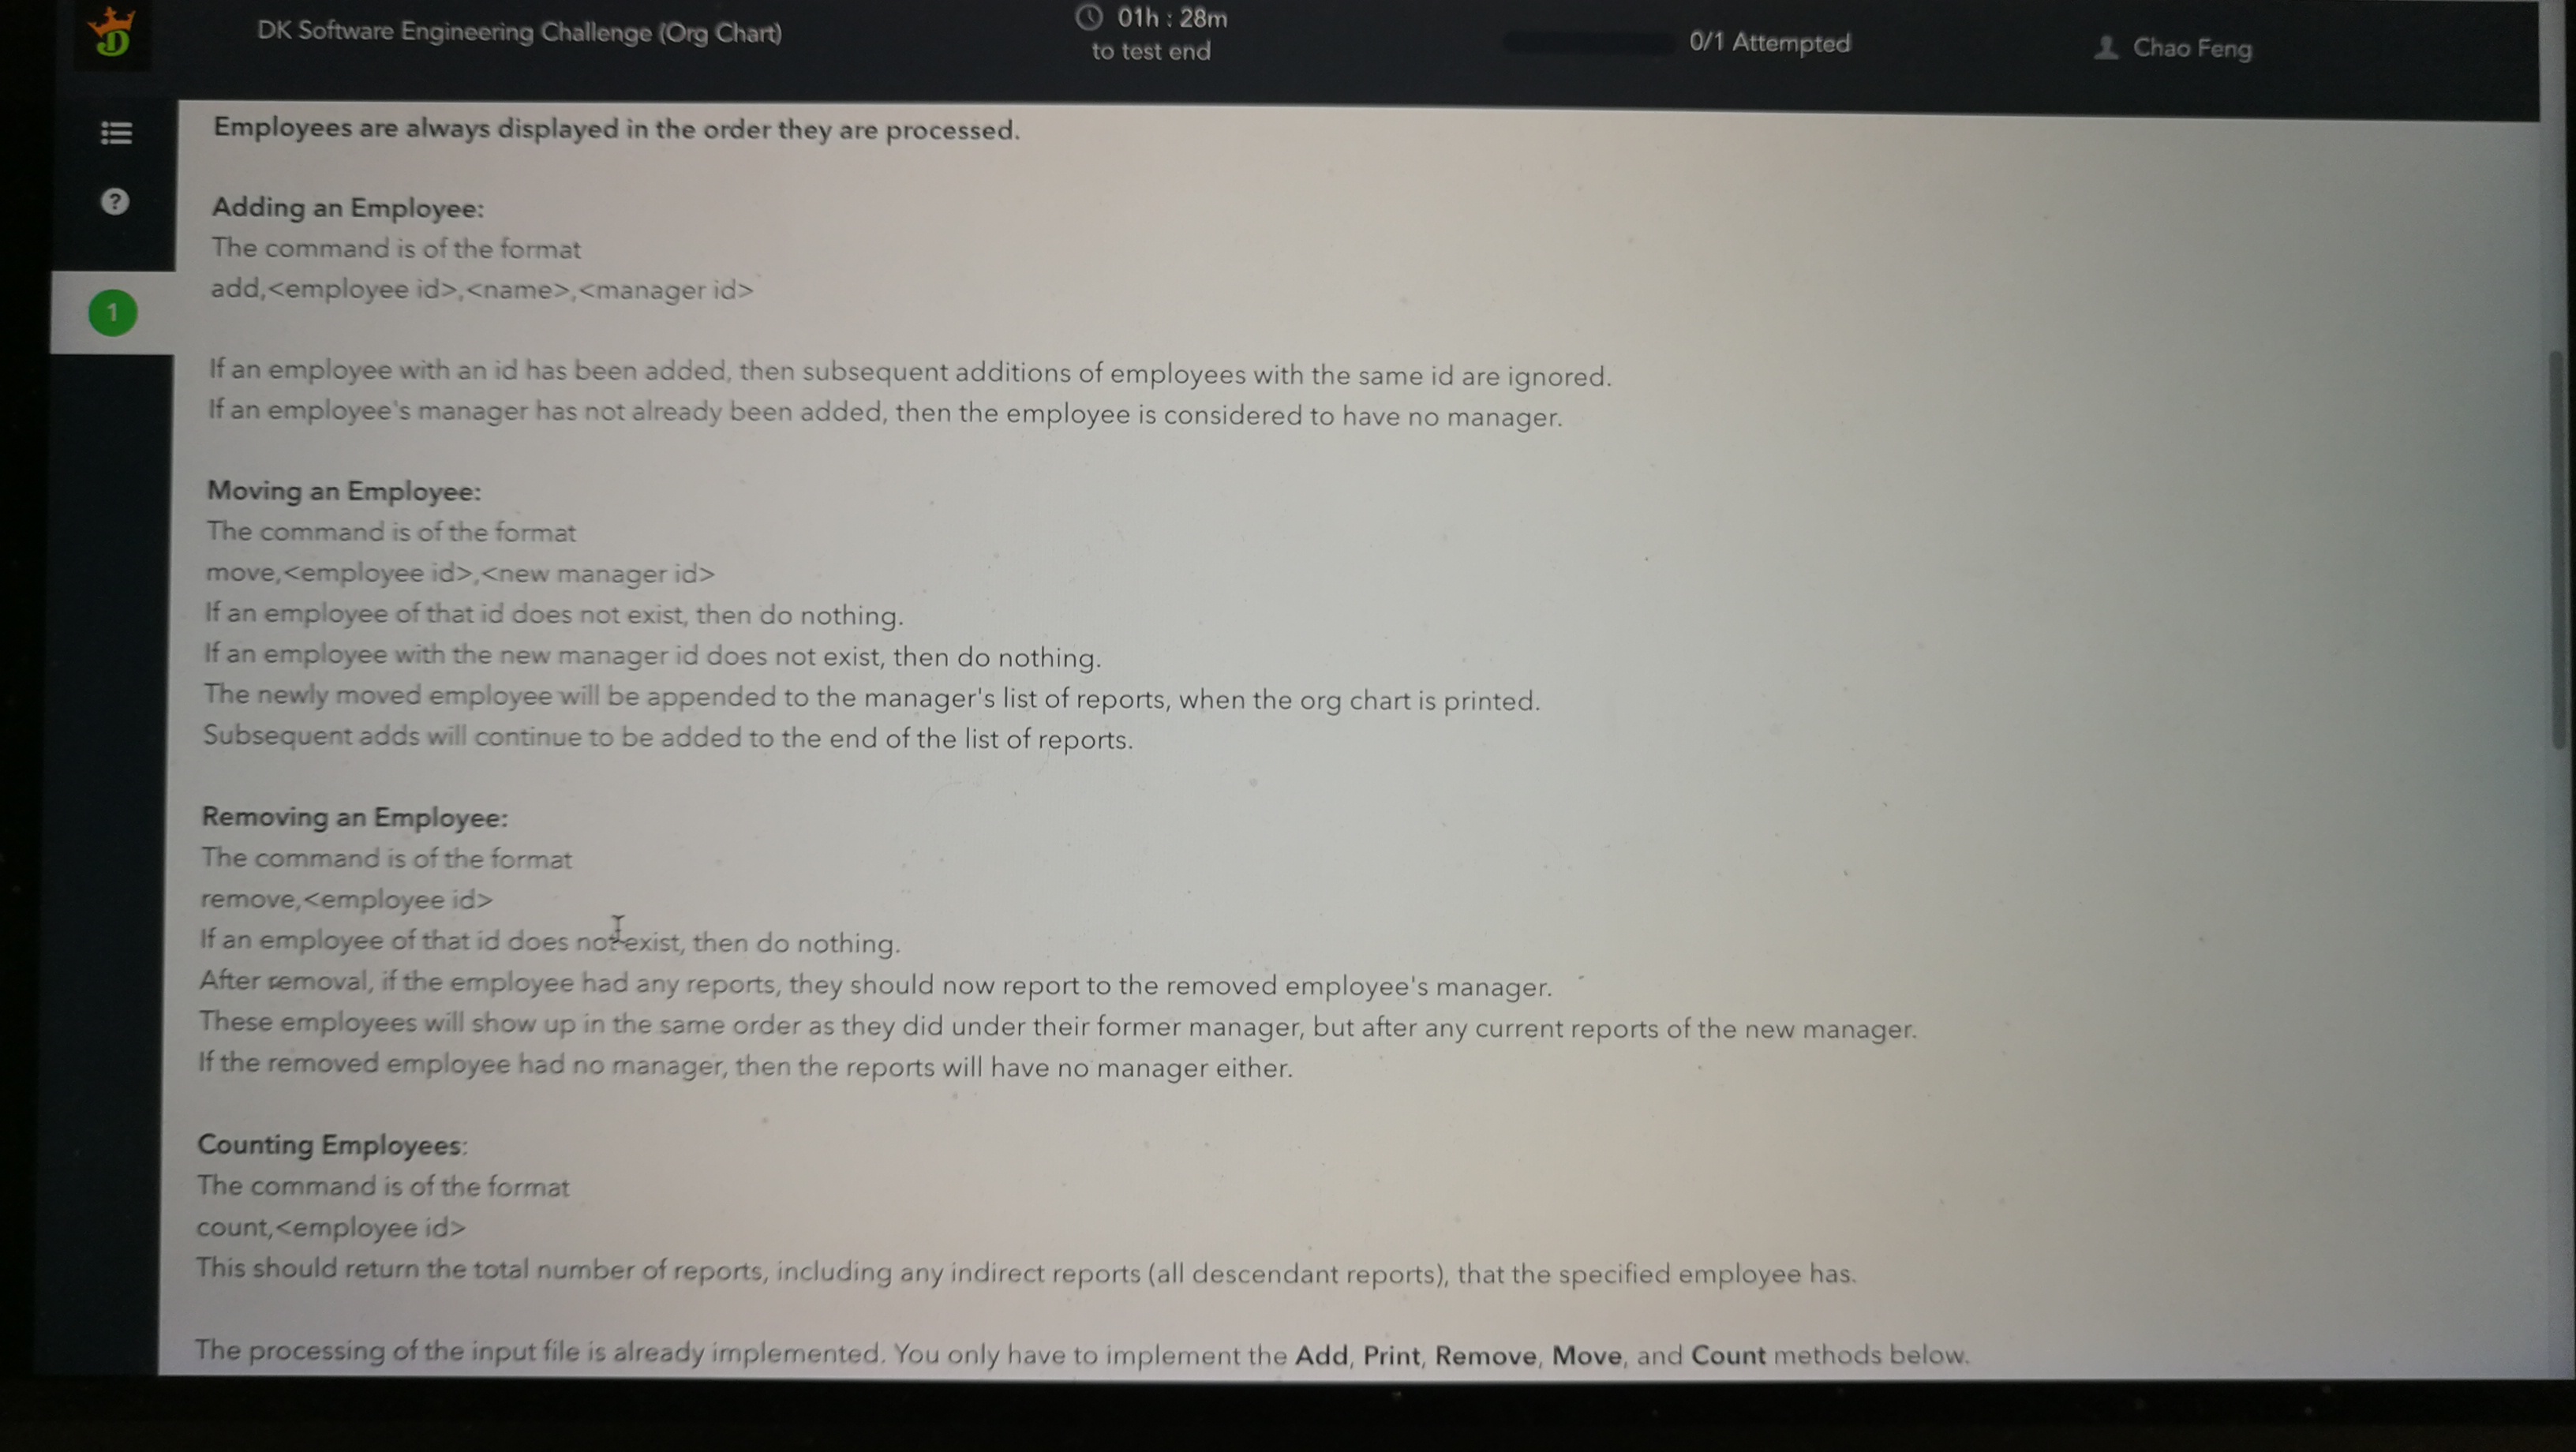 DK Software Engineering Challenge (Org Chart)
01h : 28m
to test end
0/1 Attempted
Chao Feng
Employees are always displayed in the order they are processed.
?
Adding an Employee:
The command is of the format
add,<employee id>,<name>,<manager id>
1
If an employee with an id has been added, then subsequent additions of employees with the same id are ignored.
If an employee's manager has not already been added, then the employee is considered to have no manager.
Moving an Employee:
The command is of the format
move,<employee id>,<new manager id>
If an employee of that id does not exist, then do nothing.
If an employee with the new manager id does not exist, then do nothing.
The newly moved employee will be appended to the manager's list of reports, when the org chart is printed.
Subsequent adds will continue to be added to the end of the list of reports.
Removing an Employee:
The command is of the format
remove,<employee id>
If an employee of that id does not exist, then do nothing.
After removal, if the employee had any reports, they should now report to the removed employee's manager.
These employees will show up in the same order as they did under their former manager, but after any current reports of the new manager.
If the removed employee had no manager, then the reports will have no manager either.
Counting Employees:
The command is of the format
count,<employee id>
This should return the total number of reports, including any indirect reports (all descendant reports), that the specified employee has.
The processing of the input file is already implemented. You only have to implement the Add, Print, Remove, Move, and Count methods below.